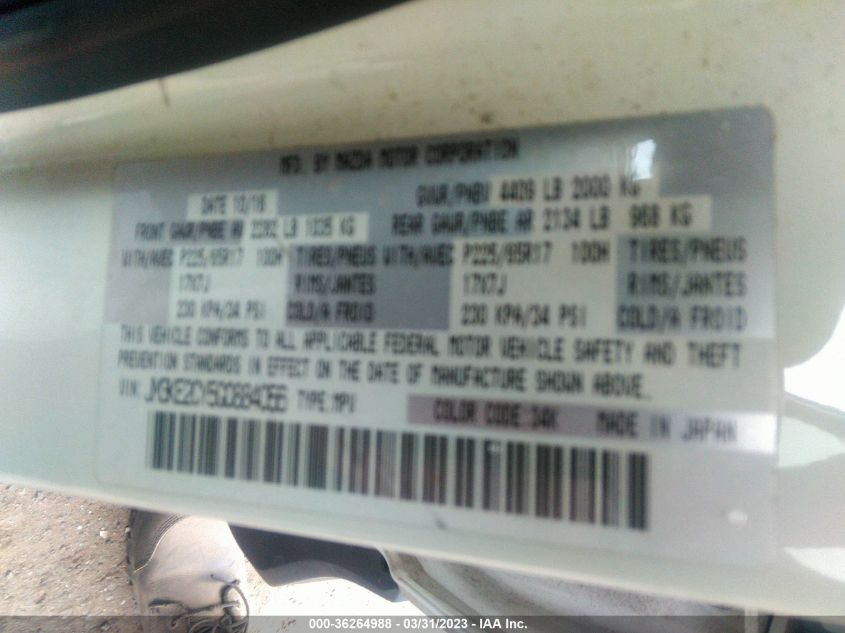 MFD. BY MAZDA MOTOR CORPORATION
DATE 12/15 GVWR/PNBV 4409 LB 2000 KG
FRONT GAWR/PNBE AV 2282 LB 1035 KG REAR GAWR/PNBE AR 2134 LB 968 KG
WITH/AVEC P225/65R17 100H TIRES/PNEUS WITH/AVEC P225/65R17 100H TIRES/PNEUS
17X7J RIMS/JANTES 17X7J RIMS/JANTES
230 KPA/34 PSI COLD/A FROID 230 KPA/34 PSI COLD/A FROID
THIS VEHICLE CONFORMS TO ALL APPLICABLE FEDERAL MOTOR VEHICLE SAFETY AND THEFT
PREVENTION STANDARDS IN EFFECT ON THE DATE OF MANUFACTURE SHOWN ABOVE.
VIN: TYPE:MPV COLOR CODE:34K MADE IN JAPAN
000-36264988 - 03/31/2023 - IAA Inc.